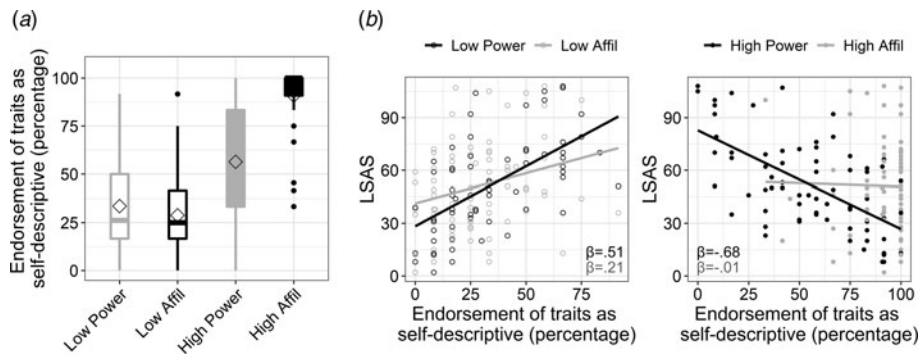 (a)
Endorsement of traits as
self-descriptive (percentage)
100
75
50
25
0
Low Power
Low Affil
High Power
High Affil
(b)
Low Power Low Affil
LSAS
90
60
30
0
β=.51
β=.21
0 25 50 75
Endorsement of traits as
self-descriptive (percentage)
High Power High Affil
LSAS
90
60
30
0
β=-.68
β=-.01
0 25 50 75 100
Endorsement of traits as
self-descriptive (percentage)